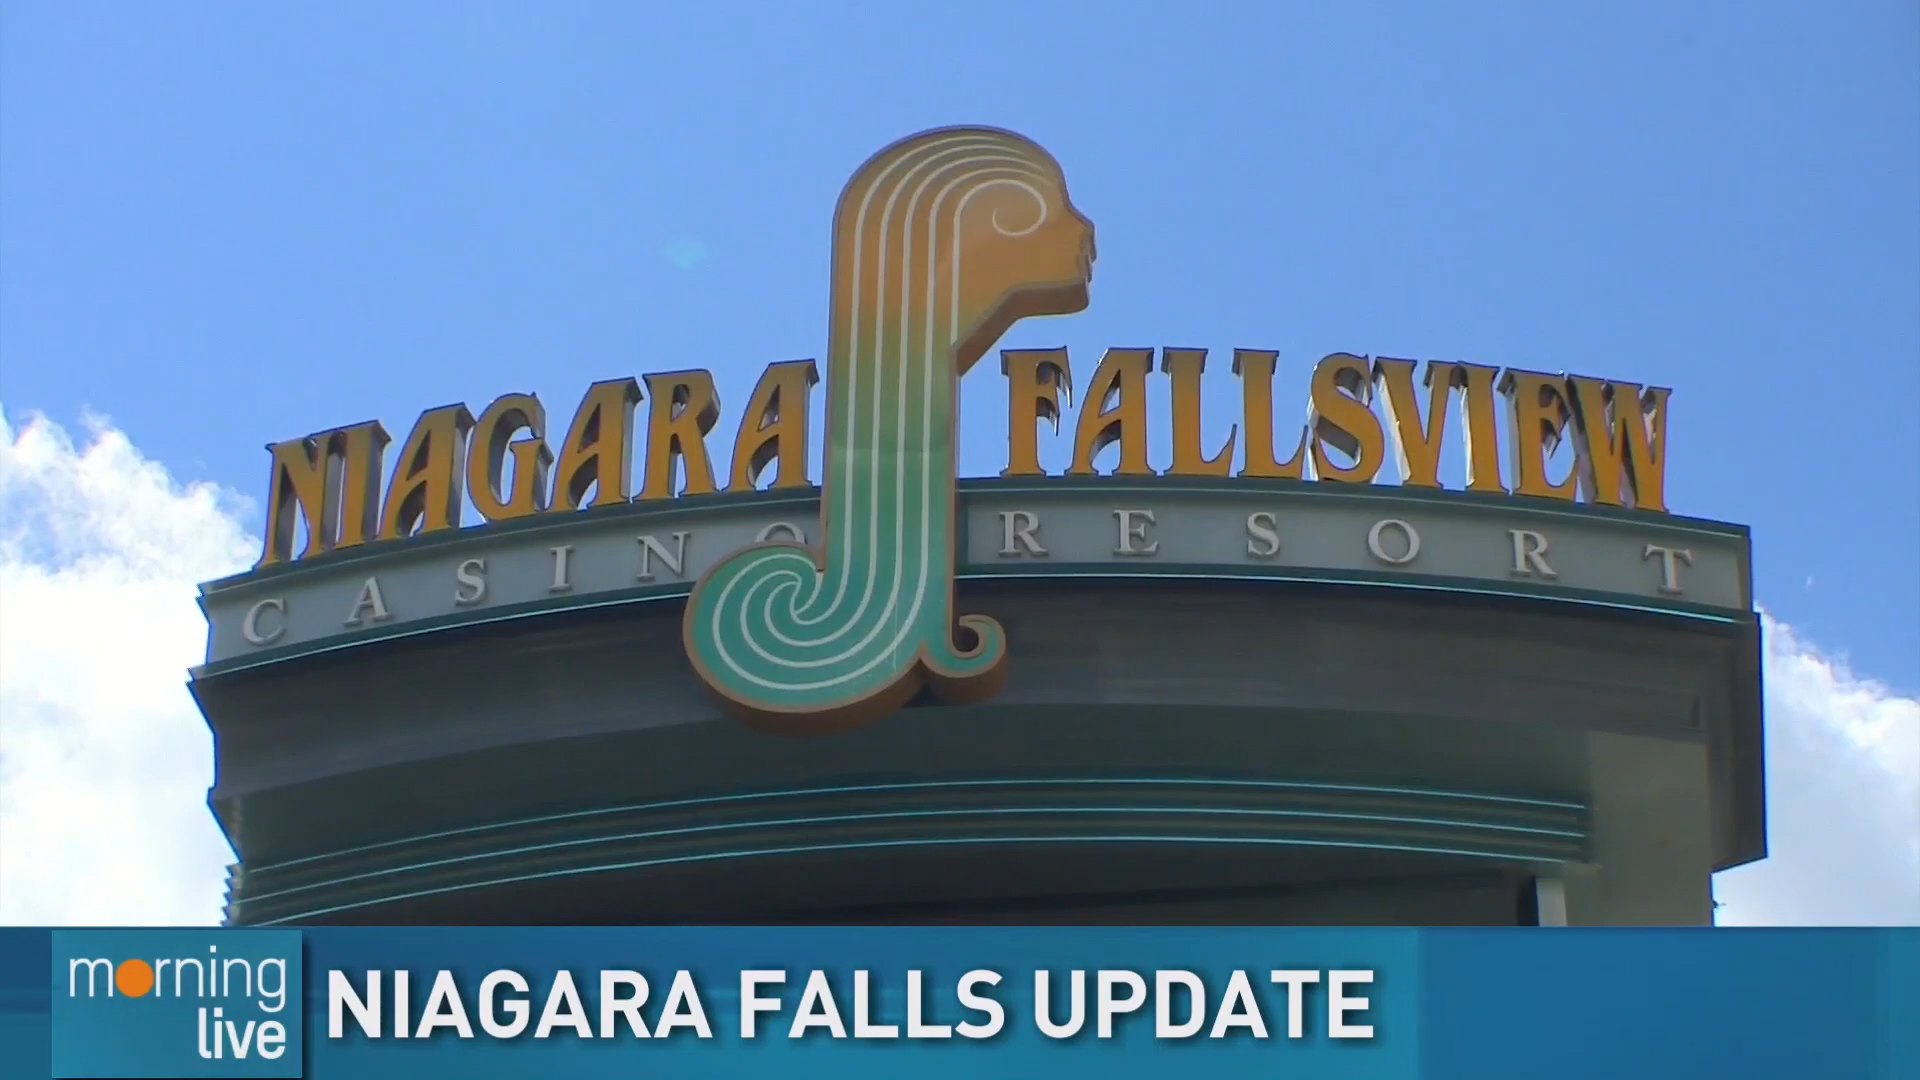 NIAGARA FALLSVIEW
CASINO RESORT
morning
live
NIAGARA FALLS UPDATE